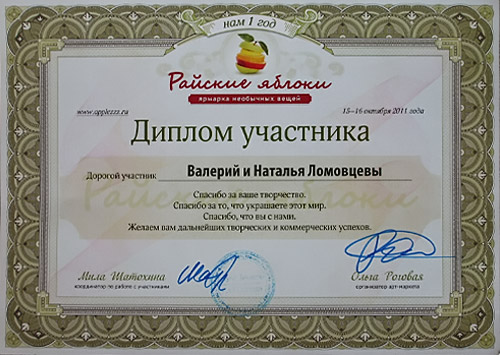 нам 1 год
Райские яблоки
ярмарка необычных вещей
www.applezzz.ru
15–16 октября 2011 года
Диплом участника
Дорогой участник Валерий и Наталья Ломовцевы
Спасибо за ваше творчество.
Спасибо за то, что украшаете этот мир.
Спасибо, что вы с нами.
Желаем вам дальнейших творческих и коммерческих успехов.
Мила Шатохина
координатор по работе с участниками
Ольга Роговая
организатор арт-маркета